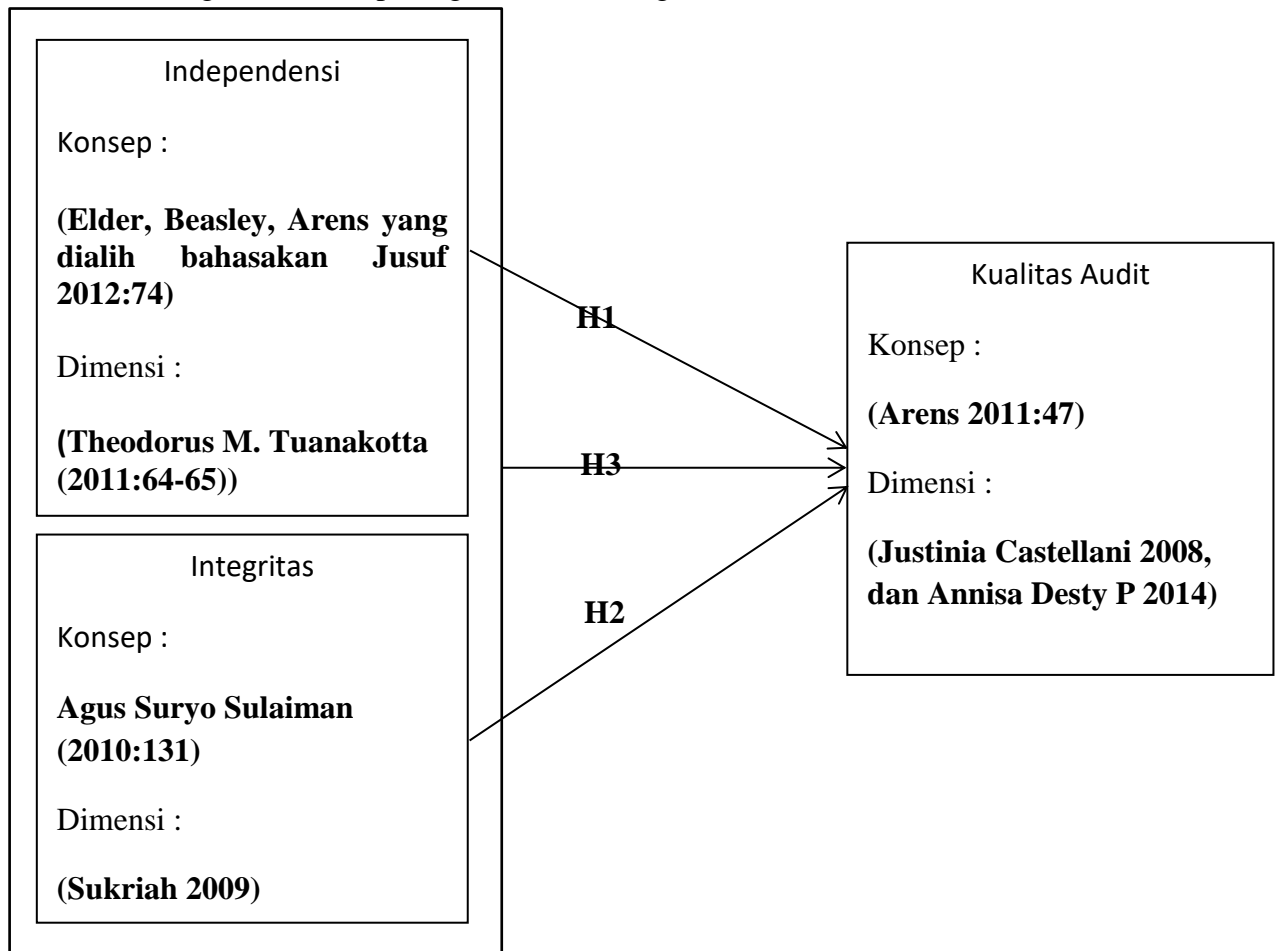 Independensi
Konsep :
(Elder, Beasley, Arens yang
dialih bahasakan Jusuf
2012:74)
Dimensi :
(Theodorus M. Tuanakotta
(2011:64-65))
Integritas
Konsep :
Agus Suryo Sulaiman
(2010:131)
Dimensi :
(Sukriah 2009)
H1
H3
H2
Kualitas Audit
Konsep :
(Arens 2011:47)
Dimensi :
(Justinia Castellani 2008,
dan Annisa Desty P 2014)